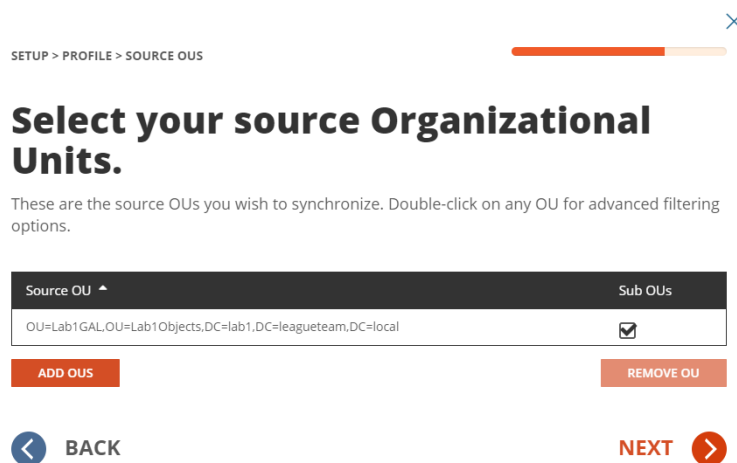 SETUP > PROFILE > SOURCE OUS
Select your source Organizational
Units.
These are the source OUs you wish to synchronize. Double-click on any OU for advanced filtering
options.
Source OU Sub OUs
OU=Lab1GAL,OU=Lab1Objects,DC=lab1,DC=leagueteam,DC=local
ADD OUS REMOVE OU
BACK NEXT